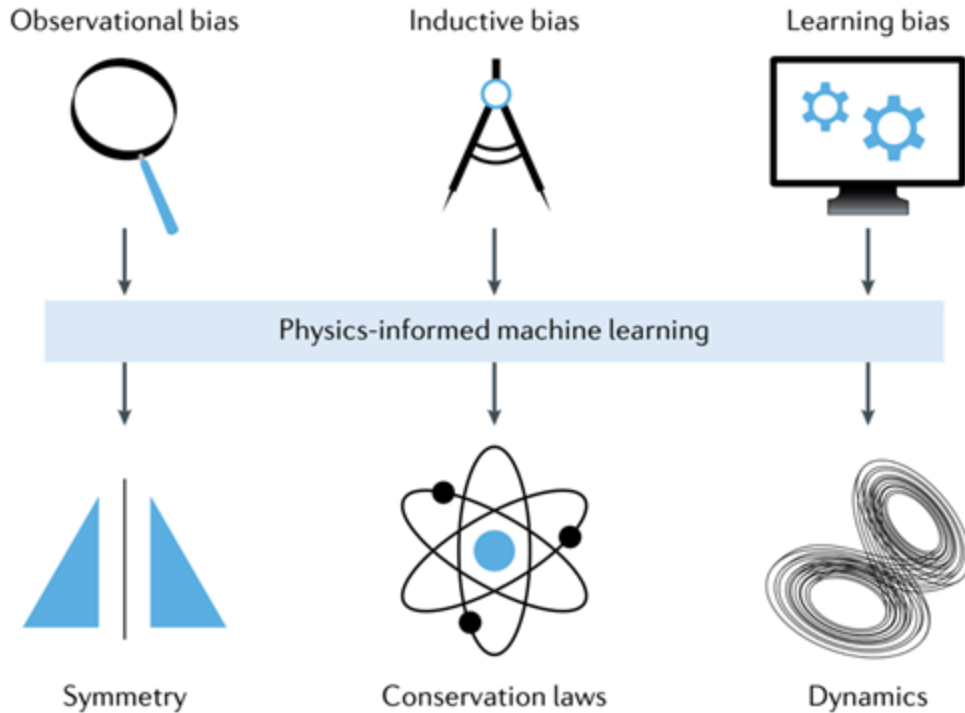 Observational bias
Inductive bias
Learning bias
Physics-informed machine learning
Symmetry
Conservation laws
Dynamics